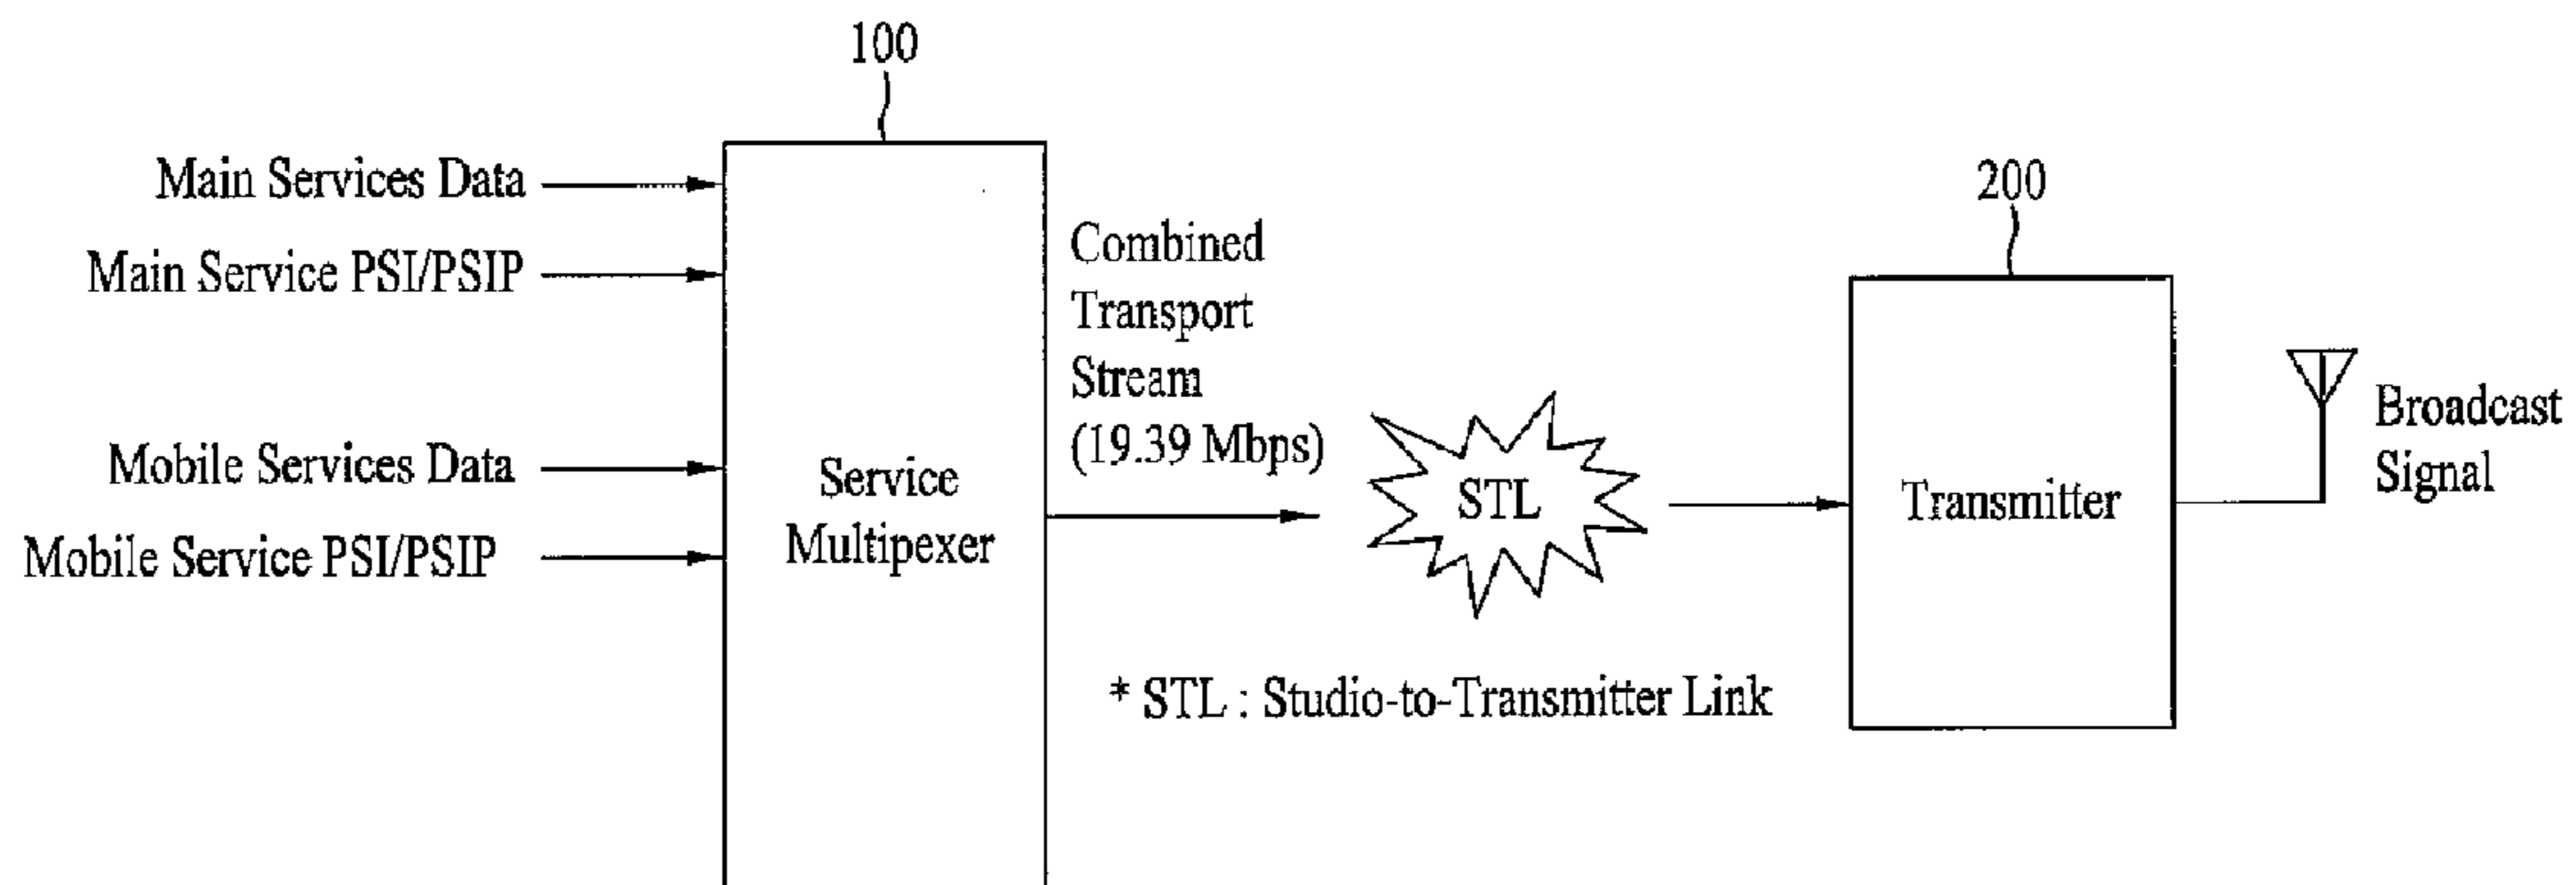 100
Main Services Data
Main Service PSI/PSIP
Mobile Services Data
Mobile Service PSI/PSIP
Service
Multipexer
Combined
Transport
Stream
(19.39 Mbps)
STL
* STL : Studio-to-Transmitter Link
200
Transmitter
Broadcast
Signal